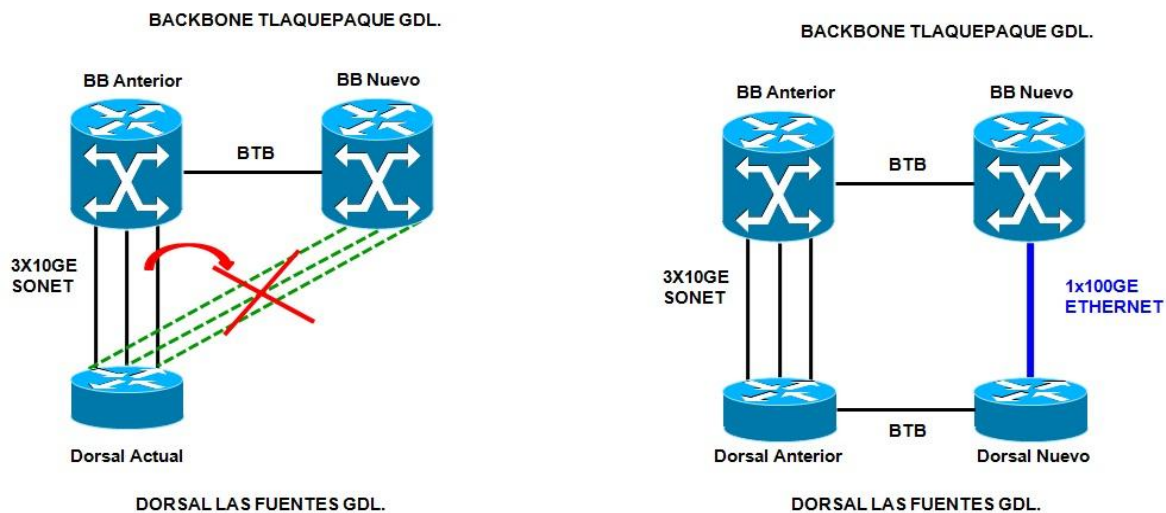 BACKBONE TLAQUEPAQUE GDL.
BB Anterior
BB Nuevo
BTB
3X10GE
SONET
Dorsal Actual
DORSAL LAS FUENTES GDL.
BACKBONE TLAQUEPAQUE GDL.
BB Anterior
BB Nuevo
BTB
3X10GE
SONET
1x100GE
ETHERNET
BTB
Dorsal Anterior
Dorsal Nuevo
DORSAL LAS FUENTES GDL.